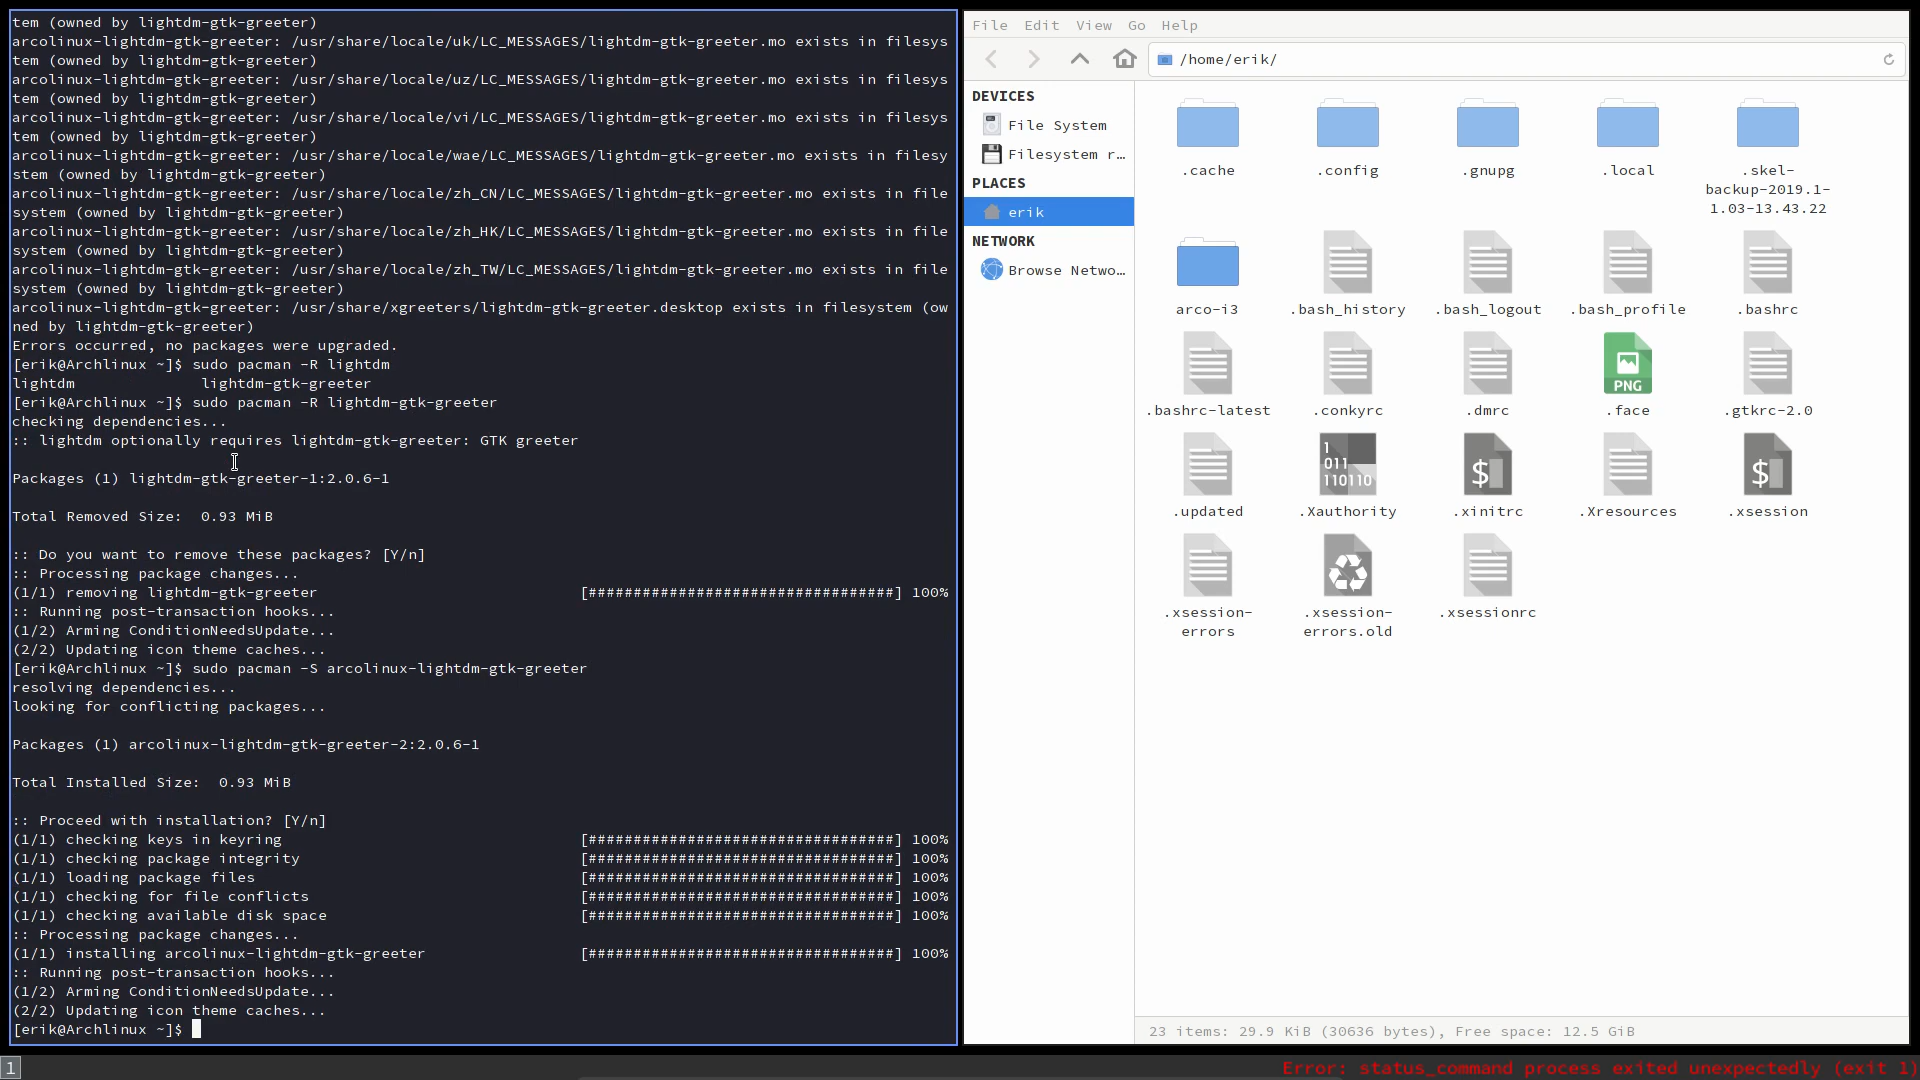 tem (owned by lightdm-gtk-greeter)
arcolinux-lightdm-gtk-greeter: /usr/share/locale/uk/LC_MESSAGES/lightdm-gtk-greeter.mo exists in filesys
tem (owned by lightdm-gtk-greeter)
arcolinux-lightdm-gtk-greeter: /usr/share/locale/uz/LC_MESSAGES/lightdm-gtk-greeter.mo exists in filesys
tem (owned by lightdm-gtk-greeter)
arcolinux-lightdm-gtk-greeter: /usr/share/locale/vi/LC_MESSAGES/lightdm-gtk-greeter.mo exists in filesys
tem (owned by lightdm-gtk-greeter)
arcolinux-lightdm-gtk-greeter: /usr/share/locale/wae/LC_MESSAGES/lightdm-gtk-greeter.mo exists in filesy
stem (owned by lightdm-gtk-greeter)
arcolinux-lightdm-gtk-greeter: /usr/share/locale/zh_CN/LC_MESSAGES/lightdm-gtk-greeter.mo exists in file
system (owned by lightdm-gtk-greeter)
arcolinux-lightdm-gtk-greeter: /usr/share/locale/zh_HK/LC_MESSAGES/lightdm-gtk-greeter.mo exists in file
system (owned by lightdm-gtk-greeter)
arcolinux-lightdm-gtk-greeter: /usr/share/locale/zh_TW/LC_MESSAGES/lightdm-gtk-greeter.mo exists in file
system (owned by lightdm-gtk-greeter)
arcolinux-lightdm-gtk-greeter: /usr/share/xgreeters/lightdm-gtk-greeter.desktop exists in filesystem (ow
ned by lightdm-gtk-greeter)
Errors occurred, no packages were upgraded.
[erik@Archlinux ~]$ sudo pacman -R lightdm
lightdm              lightdm-gtk-greeter
[erik@Archlinux ~]$ sudo pacman -R lightdm-gtk-greeter
checking dependencies...
:: lightdm optionally requires lightdm-gtk-greeter: GTK greeter
Packages (1) lightdm-gtk-greeter-1:2.0.6-1
Total Removed Size:  0.93 MiB
:: Do you want to remove these packages? [Y/n]
:: Processing package changes...
(1/1) removing lightdm-gtk-greeter [##################################] 100%
:: Running post-transaction hooks...
(1/2) Arming ConditionNeedsUpdate...
(2/2) Updating icon theme caches...
[erik@Archlinux ~]$ sudo pacman -S arcolinux-lightdm-gtk-greeter
resolving dependencies...
looking for conflicting packages...
Packages (1) arcolinux-lightdm-gtk-greeter-2:2.0.6-1
Total Installed Size:  0.93 MiB
:: Proceed with installation? [Y/n]
(1/1) checking keys in keyring [##################################] 100%
(1/1) checking package integrity [##################################] 100%
(1/1) loading package files [##################################] 100%
(1/1) checking for file conflicts [##################################] 100%
(1/1) checking available disk space [##################################] 100%
:: Processing package changes...
(1/1) installing arcolinux-lightdm-gtk-greeter [##################################] 100%
:: Running post-transaction hooks...
(1/2) Arming ConditionNeedsUpdate...
(2/2) Updating icon theme caches...
[erik@Archlinux ~]$
File Edit View Go Help
/home/erik/
DEVICES
File System
Filesystem r…
PLACES
erik
NETWORK
Browse Netwo…
.cache .config .gnupg .local .skel-
backup-2019.1-
1.03-13.43.22
arco-i3 .bash_history .bash_logout .bash_profile .bashrc
PNG
.bashrc-latest .conkyrc .dmrc .face .gtkrc-2.0
1
011
110110
$ $
.updated .Xauthority .xinitrc .Xresources .xsession
.xsession- .xsession- .xsessionrc
errors errors.old
23 items: 29.9 KiB (30636 bytes), Free space: 12.5 GiB
1
Error: status_command process exited unexpectedly (exit 1)